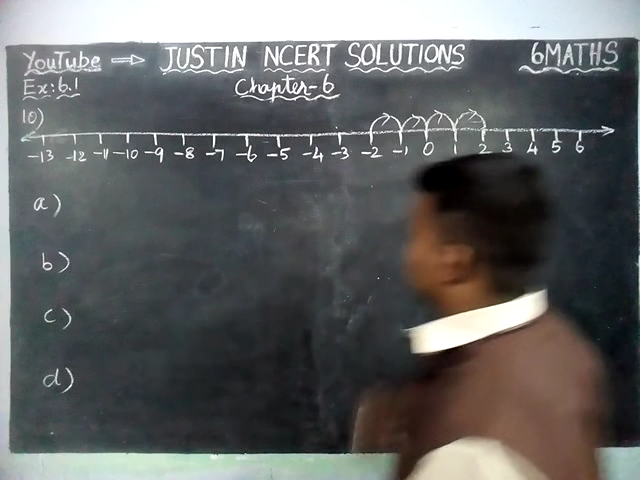 YouTube ⇒ JUSTIN NCERT SOLUTIONS 6MATHS
Ex:6.1 Chapter-6
10)
-13 -12 -11 -10 -9 -8 -7 -6 -5 -4 -3 -2 -1 0 1 2 3 4 5 6
a)
b)
c)
d)